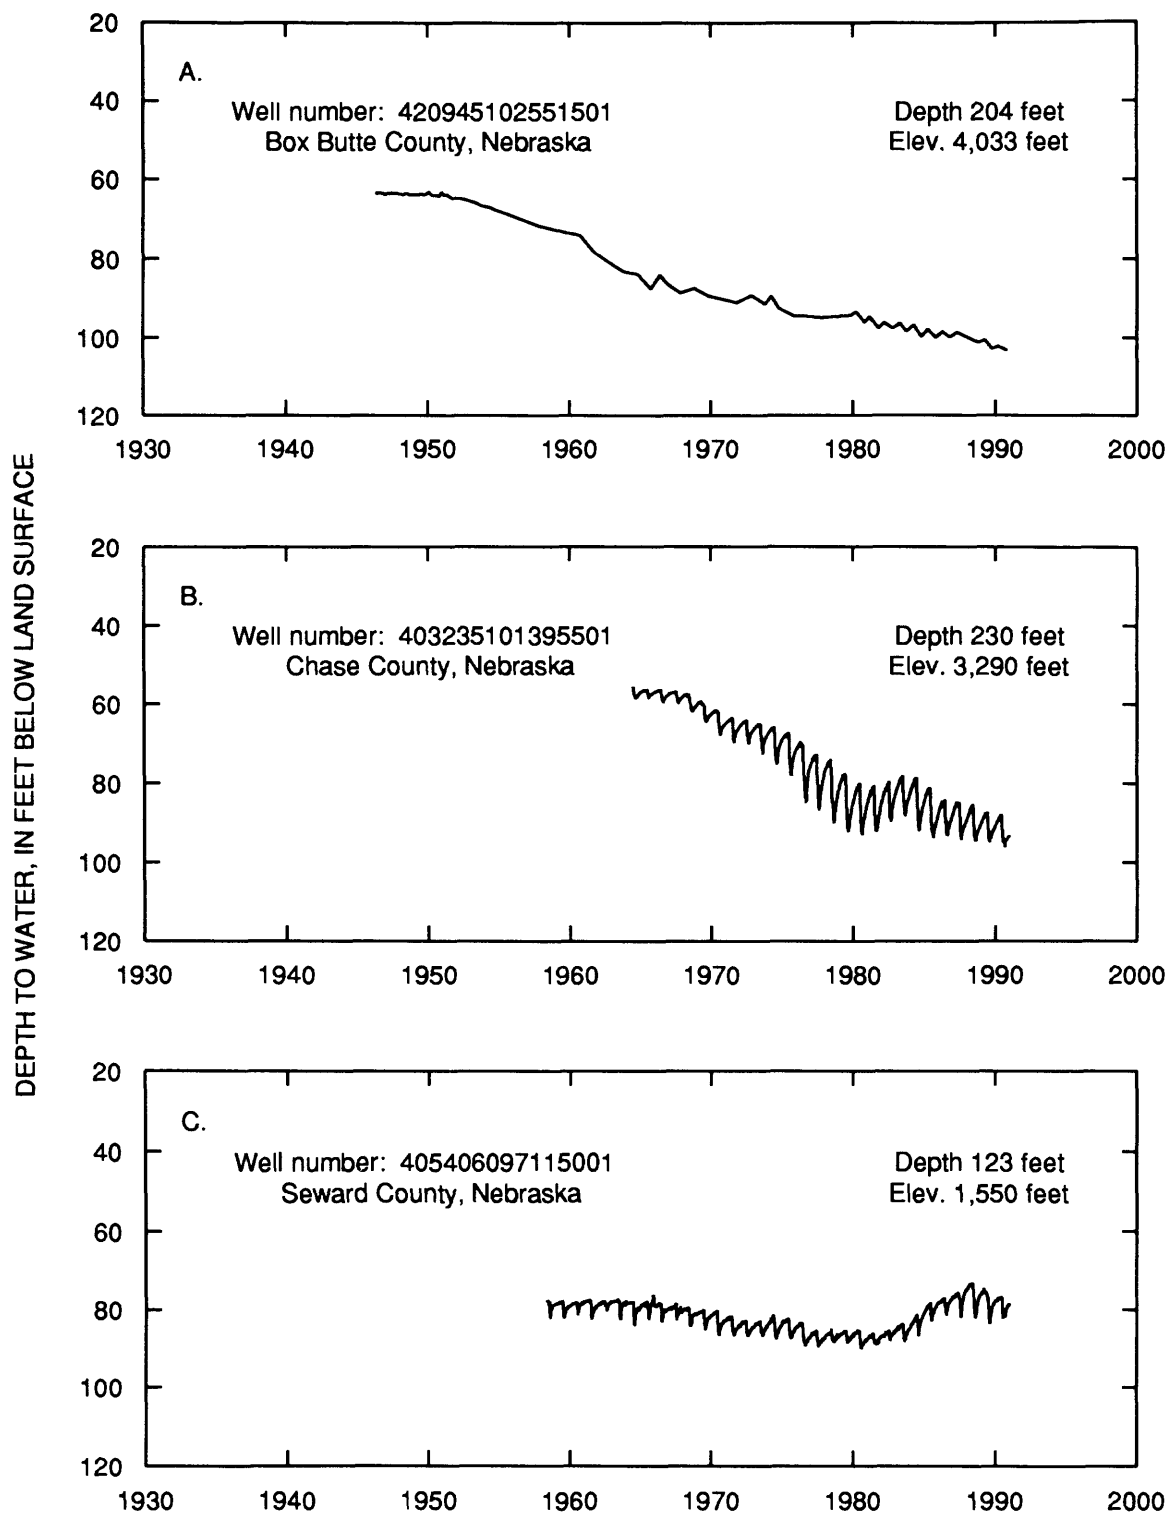 DEPTH TO WATER, IN FEET BELOW LAND SURFACE
20
A.
40
Well number: 420945102551501 Depth 204 feet
Box Butte County, Nebraska Elev. 4,033 feet
60
80
100
120
1930 1940 1950 1960 1970 1980 1990 2000
20
B.
40
Well number: 403235101395501 Depth 230 feet
Chase County, Nebraska Elev. 3,290 feet
60
80
100
120
1930 1940 1950 1960 1970 1980 1990 2000
20
C.
40
Well number: 405406097115001 Depth 123 feet
Seward County, Nebraska Elev. 1,550 feet
60
80
100
120
1930 1940 1950 1960 1970 1980 1990 2000